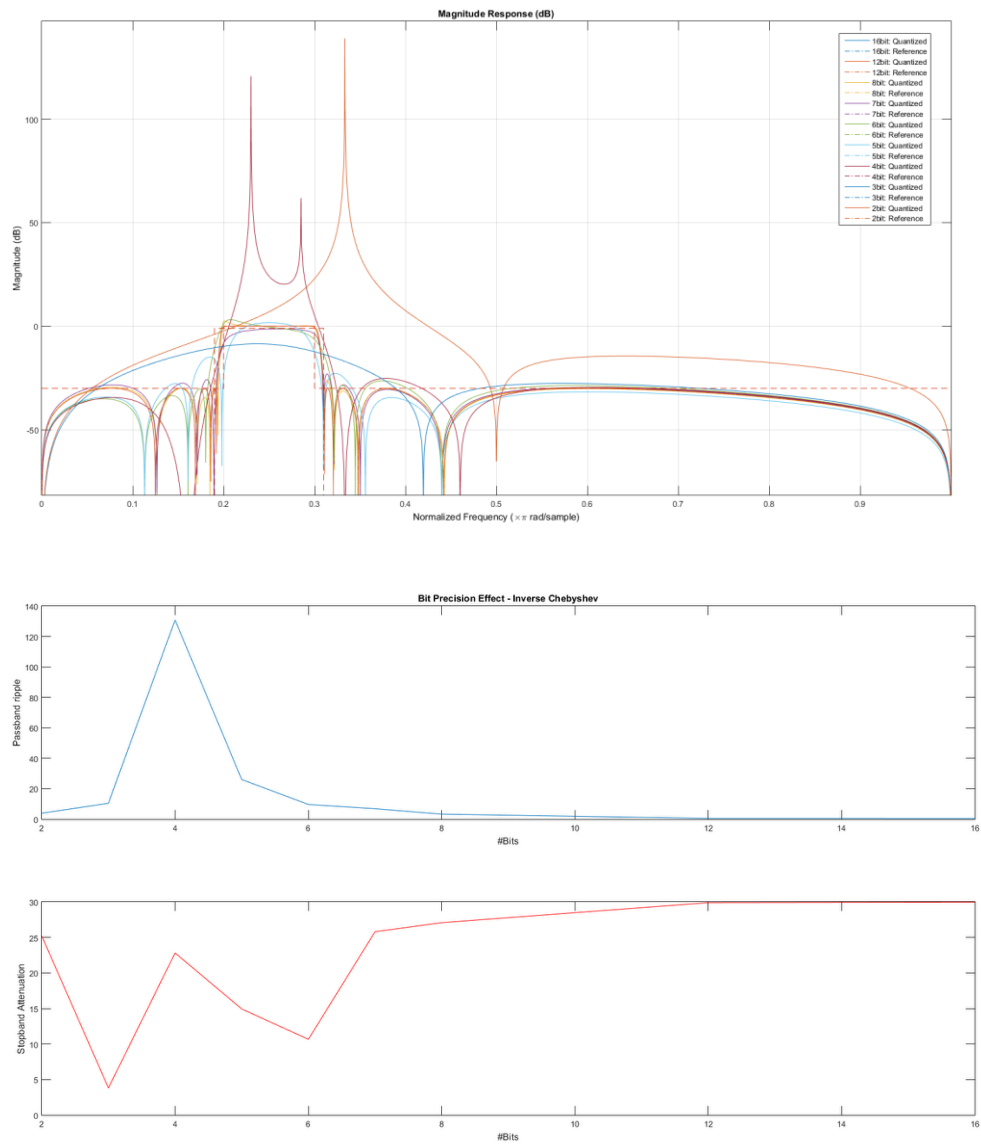 Magnitude Response (dB)
16bit: Quantized
16bit: Reference
12bit: Quantized
12bit: Reference
8bit: Quantized
8bit: Reference
7bit: Quantized
7bit: Reference
6bit: Quantized
6bit: Reference
5bit: Quantized
5bit: Reference
4bit: Quantized
4bit: Reference
3bit: Quantized
3bit: Reference
2bit: Quantized
2bit: Reference
100
50
0
-50
Magnitude (dB)
0 0.1 0.2 0.3 0.4 0.5 0.6 0.7 0.8 0.9
Normalized Frequency (×π rad/sample)
Bit Precision Effect - Inverse Chebyshev
140
120
100
80
60
40
20
0
Passband ripple
2 4 6 8 10 12 14 16
#Bits
30
25
20
15
10
5
0
Stopband Attenuation
2 4 6 8 10 12 14 16
#Bits